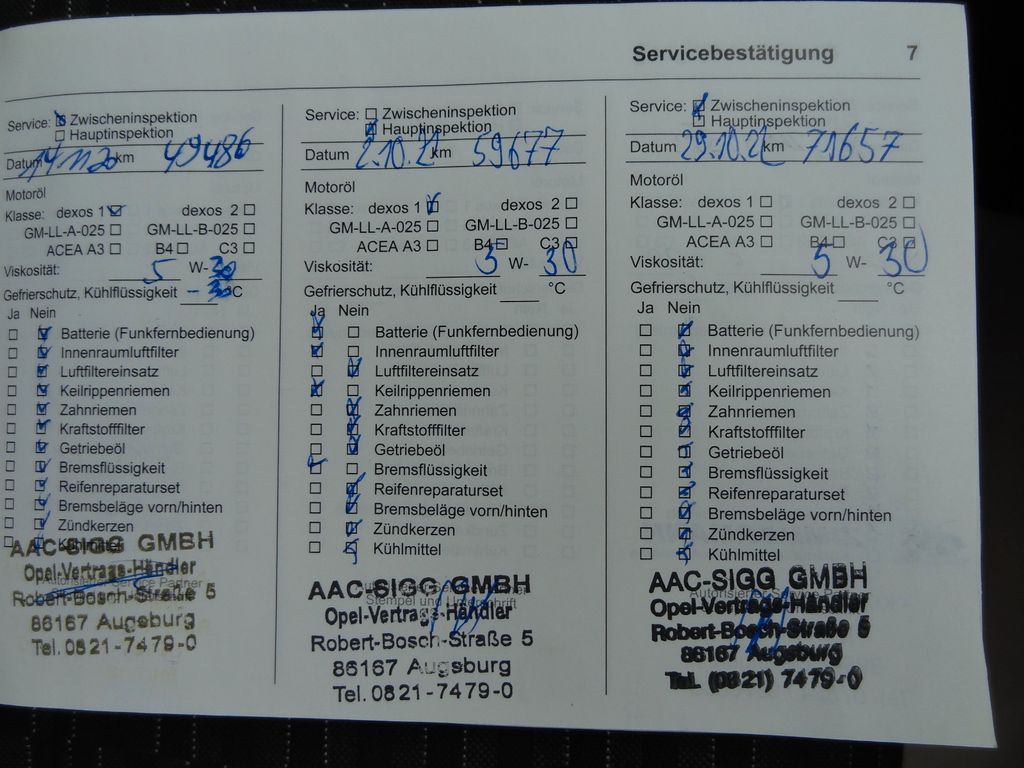 Servicebestätigung 7
Service: Zwischeninspektion
Hauptinspektion
Datum 14.11.20 km 49486
Motoröl
Klasse: dexos 1 dexos 2
GM-LL-A-025 GM-LL-B-025
ACEA A3 B4 C3
Viskosität: 5 W- 30
Gefrierschutz, Kühlflüssigkeit -30 °C
Ja Nein
Batterie (Funkfernbedienung)
Innenraumluftfilter
Luftfiltereinsatz
Keilrippenriemen
Zahnriemen
Kraftstofffilter
Getriebeöl
Bremsflüssigkeit
Reifenreparaturset
Bremsbeläge vorn/hinten
Zündkerzen
Kühlmittel
AAC-SIGG GMBH
Opel-Vertrags-Händler
Autorisierter Service Partner
Robert-Bosch-Straße 5
86167 Augsburg
Tel. 0821-7479-0
Service: Zwischeninspektion
Hauptinspektion
Datum 2.10.21 km 59677
Motoröl
Klasse: dexos 1 dexos 2
GM-LL-A-025 GM-LL-B-025
ACEA A3 B4 C3
Viskosität: 5 W- 30
Gefrierschutz, Kühlflüssigkeit °C
Ja Nein
Batterie (Funkfernbedienung)
Innenraumluftfilter
Luftfiltereinsatz
Keilrippenriemen
Zahnriemen
Kraftstofffilter
Getriebeöl
Bremsflüssigkeit
Reifenreparaturset
Bremsbeläge vorn/hinten
Zündkerzen
Kühlmittel
AAC-SIGG GMBH
Opel-Vertrags-Händler
Stempel und Unterschrift
Robert-Bosch-Straße 5
86167 Augsburg
Tel. 0821-7479-0
Service: Zwischeninspektion
Hauptinspektion
Datum 29.10.22 km 71657
Motoröl
Klasse: dexos 1 dexos 2
GM-LL-A-025 GM-LL-B-025
ACEA A3 B4 C3
Viskosität: 5 W- 30
Gefrierschutz, Kühlflüssigkeit °C
Ja Nein
Batterie (Funkfernbedienung)
Innenraumluftfilter
Luftfiltereinsatz
Keilrippenriemen
Zahnriemen
Kraftstofffilter
Getriebeöl
Bremsflüssigkeit
Reifenreparaturset
Bremsbeläge vorn/hinten
Zündkerzen
Kühlmittel
AAC-SIGG GMBH
Opel-Vertrags-Händler
Robert-Bosch-Straße 5
86167 Augsburg
Tel. (0821) 7479-0